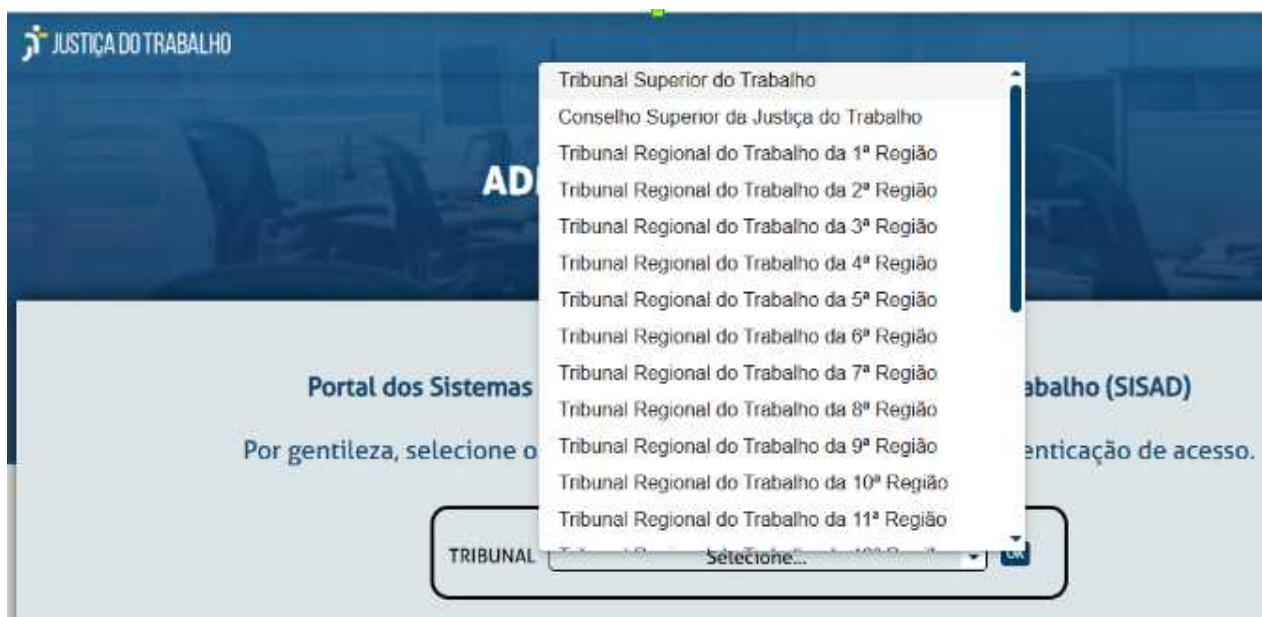 JUSTIÇA DO TRABALHO
Tribunal Superior do Trabalho
Conselho Superior da Justiça do Trabalho
Tribunal Regional do Trabalho da 1ª Região
AD
Tribunal Regional do Trabalho da 2ª Região
Tribunal Regional do Trabalho da 3ª Região
Tribunal Regional do Trabalho da 4ª Região
Tribunal Regional do Trabalho da 5ª Região
Tribunal Regional do Trabalho da 6ª Região
Tribunal Regional do Trabalho da 7ª Região
Portal dos Sistemas abalho (SISAD)
Tribunal Regional do Trabalho da 8ª Região
Tribunal Regional do Trabalho da 9ª Região
Por gentileza, selecione o enticação de acesso.
Tribunal Regional do Trabalho da 10ª Região
Tribunal Regional do Trabalho da 11ª Região
TRIBUNAL Selecione... OK